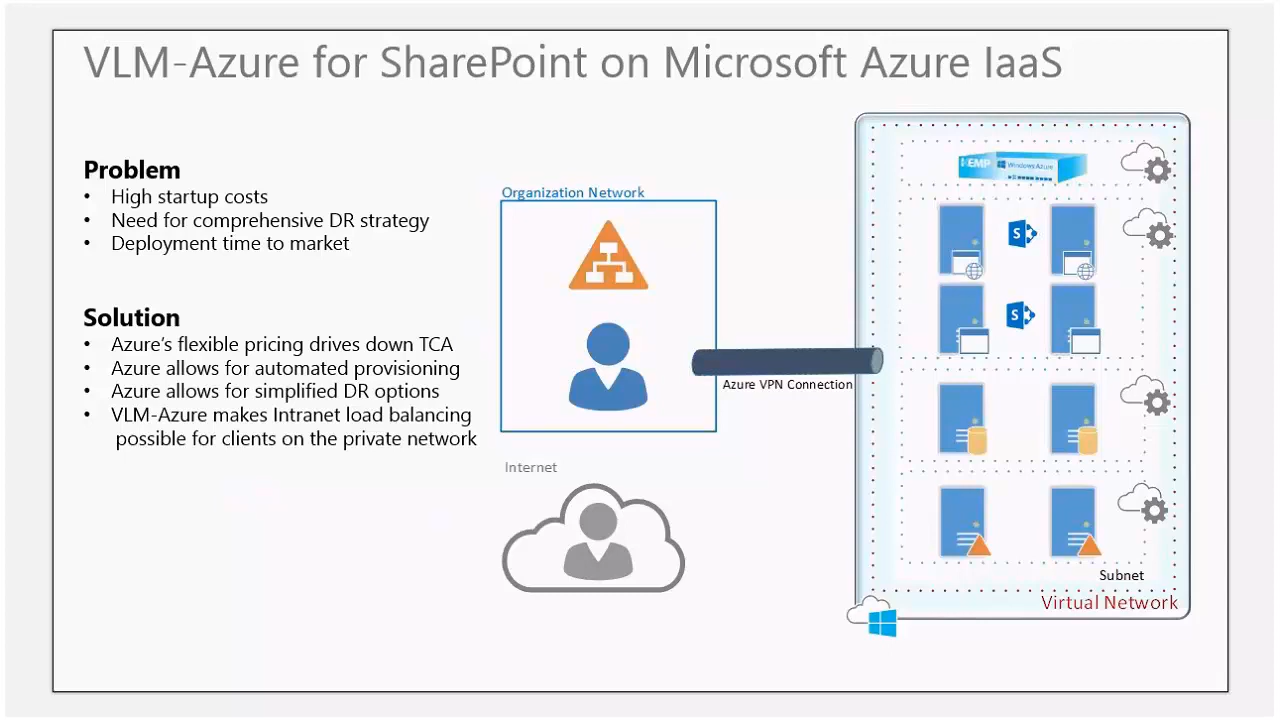 VLM-Azure for SharePoint on Microsoft Azure IaaS
Problem
• High startup costs
• Need for comprehensive DR strategy
• Deployment time to market
Solution
• Azure's flexible pricing drives down TCA
• Azure allows for automated provisioning
• Azure allows for simplified DR options
• VLM-Azure makes Intranet load balancing
possible for clients on the private network
Organization Network
Internet
Azure VPN Connection
KEMP
Windows Azure
S
S
Subnet
Virtual Network